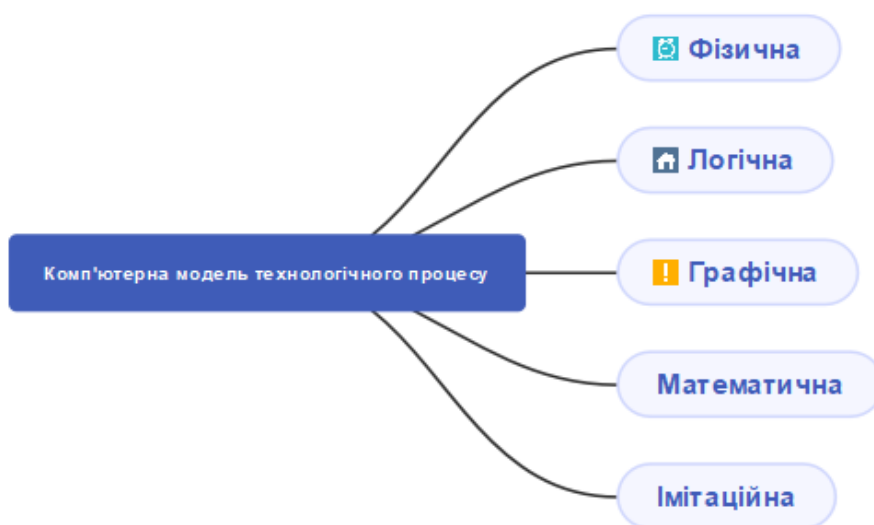 Фізична
Логічна
Комп'ютерна модель технологічного процесу
Графічна
Математична
Імітаційна